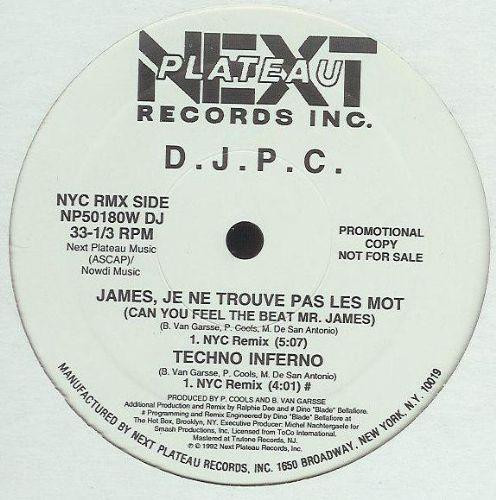 NEXT
PLATEAU
RECORDS INC.
D.J.P.C.
NYC RMX SIDE
NP50180W DJ
33-1/3 RPM
Next Plateau Music
(ASCAP)/
Nowdi Music
PROMOTIONAL
COPY
NOT FOR SALE
JAMES, JE NE TROUVE PAS LES MOT
(CAN YOU FEEL THE BEAT MR. JAMES)
(B. Van Garsse, P. Cools, M. De San Antonio)
1. NYC Remix (5:07)
TECHNO INFERNO
(B. Van Garsse, P. Cools, M. De San Antonio)
1. NYC Remix (4:01) #
PRODUCED BY P. COOLS AND B. VAN GARSSE
Additional Production and Remix by Ralphie Dee and # Dino "Blade" Bellafiore.
# Programming and Remix Engineered by Dino "Blade" Bellafiore at
The Hot Box, Brooklyn, NY. Executive Producer: Michel Nachtergaele for
Smash Productions, Inc. Licensed from ToCo International.
Mastered at Trutone Records, NJ.
℗ © 1992 Next Plateau Records, Inc.
MANUFACTURED BY NEXT PLATEAU RECORDS, INC. 1650 BROADWAY, NEW YORK, N.Y. 10019